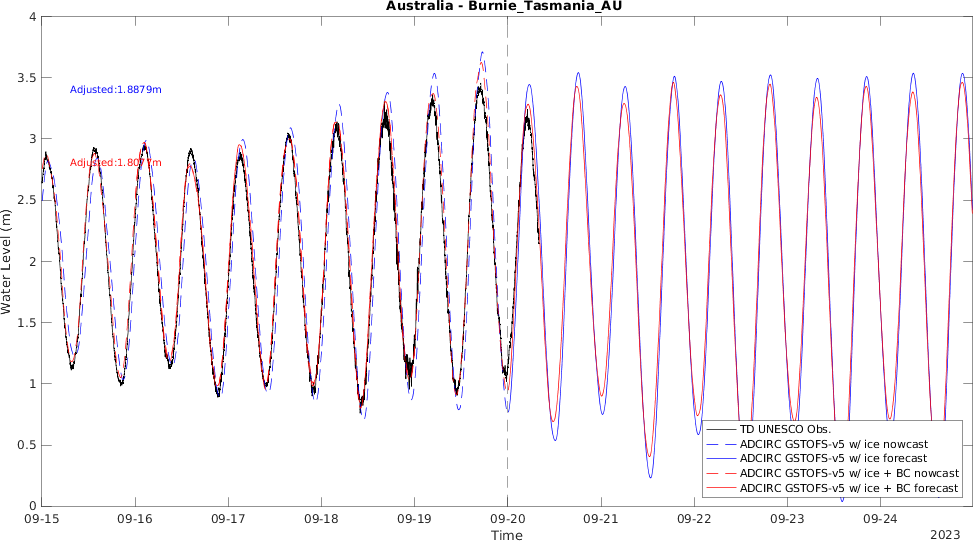 Australia - Burnie_Tasmania_AU
4
3.5
Adjusted:1.8879m
3
Adjusted:1.8077m
2.5
2
1.5
1
0.5
0
Water Level (m)
TD UNESCO Obs.
ADCIRC GSTOFS-v5 w/ ice nowcast
ADCIRC GSTOFS-v5 w/ ice forecast
ADCIRC GSTOFS-v5 w/ ice + BC nowcast
ADCIRC GSTOFS-v5 w/ ice + BC forecast
09-15 09-16 09-17 09-18 09-19 09-20 09-21 09-22 09-23 09-24
Time
2023